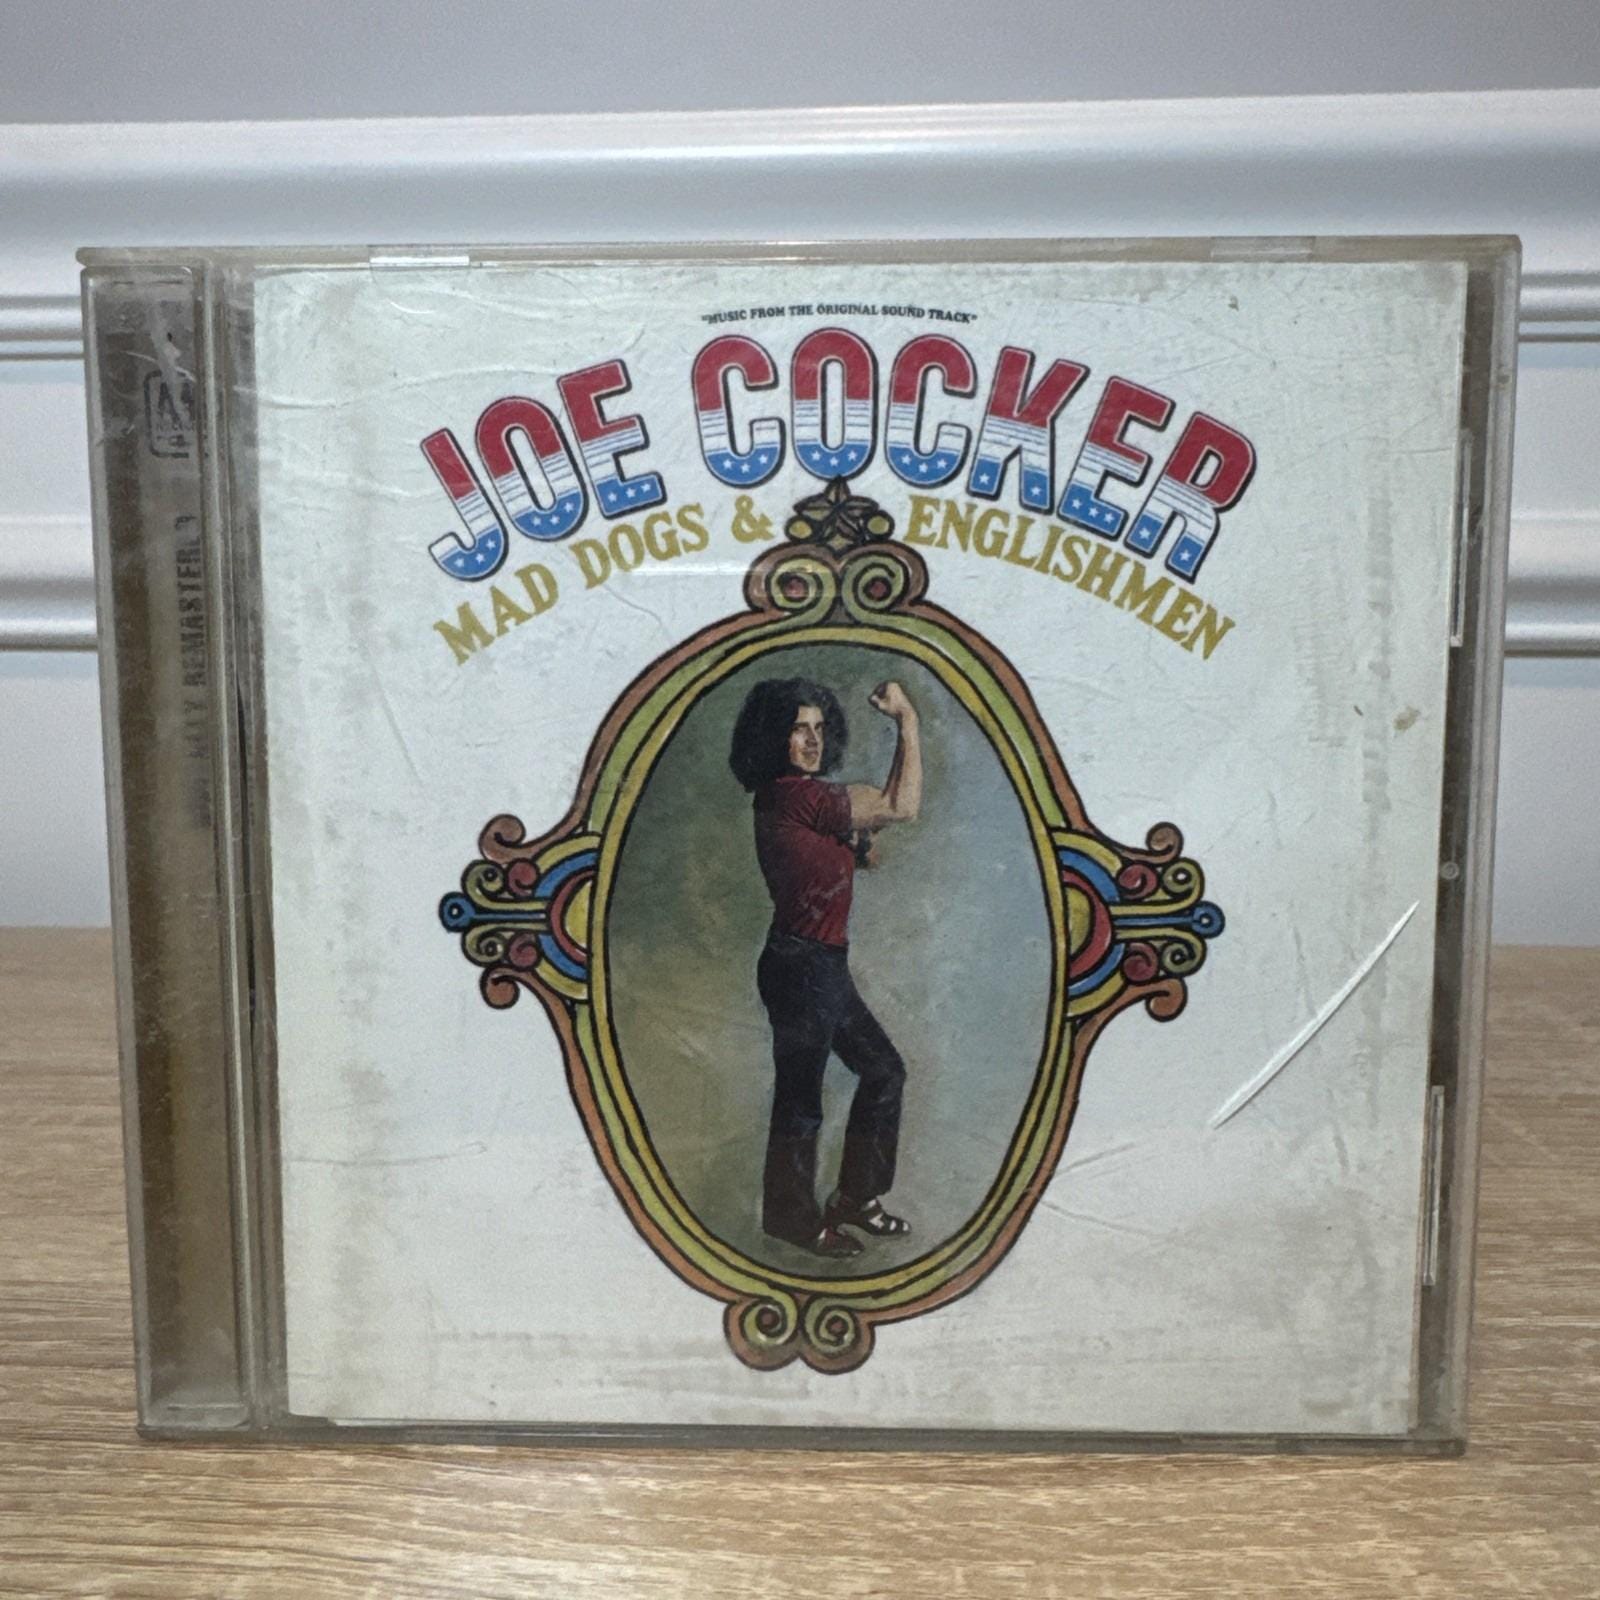 "MUSIC FROM THE ORIGINAL SOUND TRACK"
JOE COCKER
MAD DOGS & ENGLISHMEN